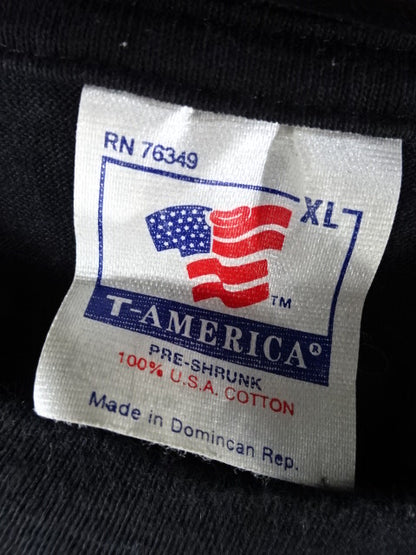 RN 76349
XL
TM
T-AMERICA®
PRE-SHRUNK
100% U.S.A. COTTON
Made in Domincan Rep.